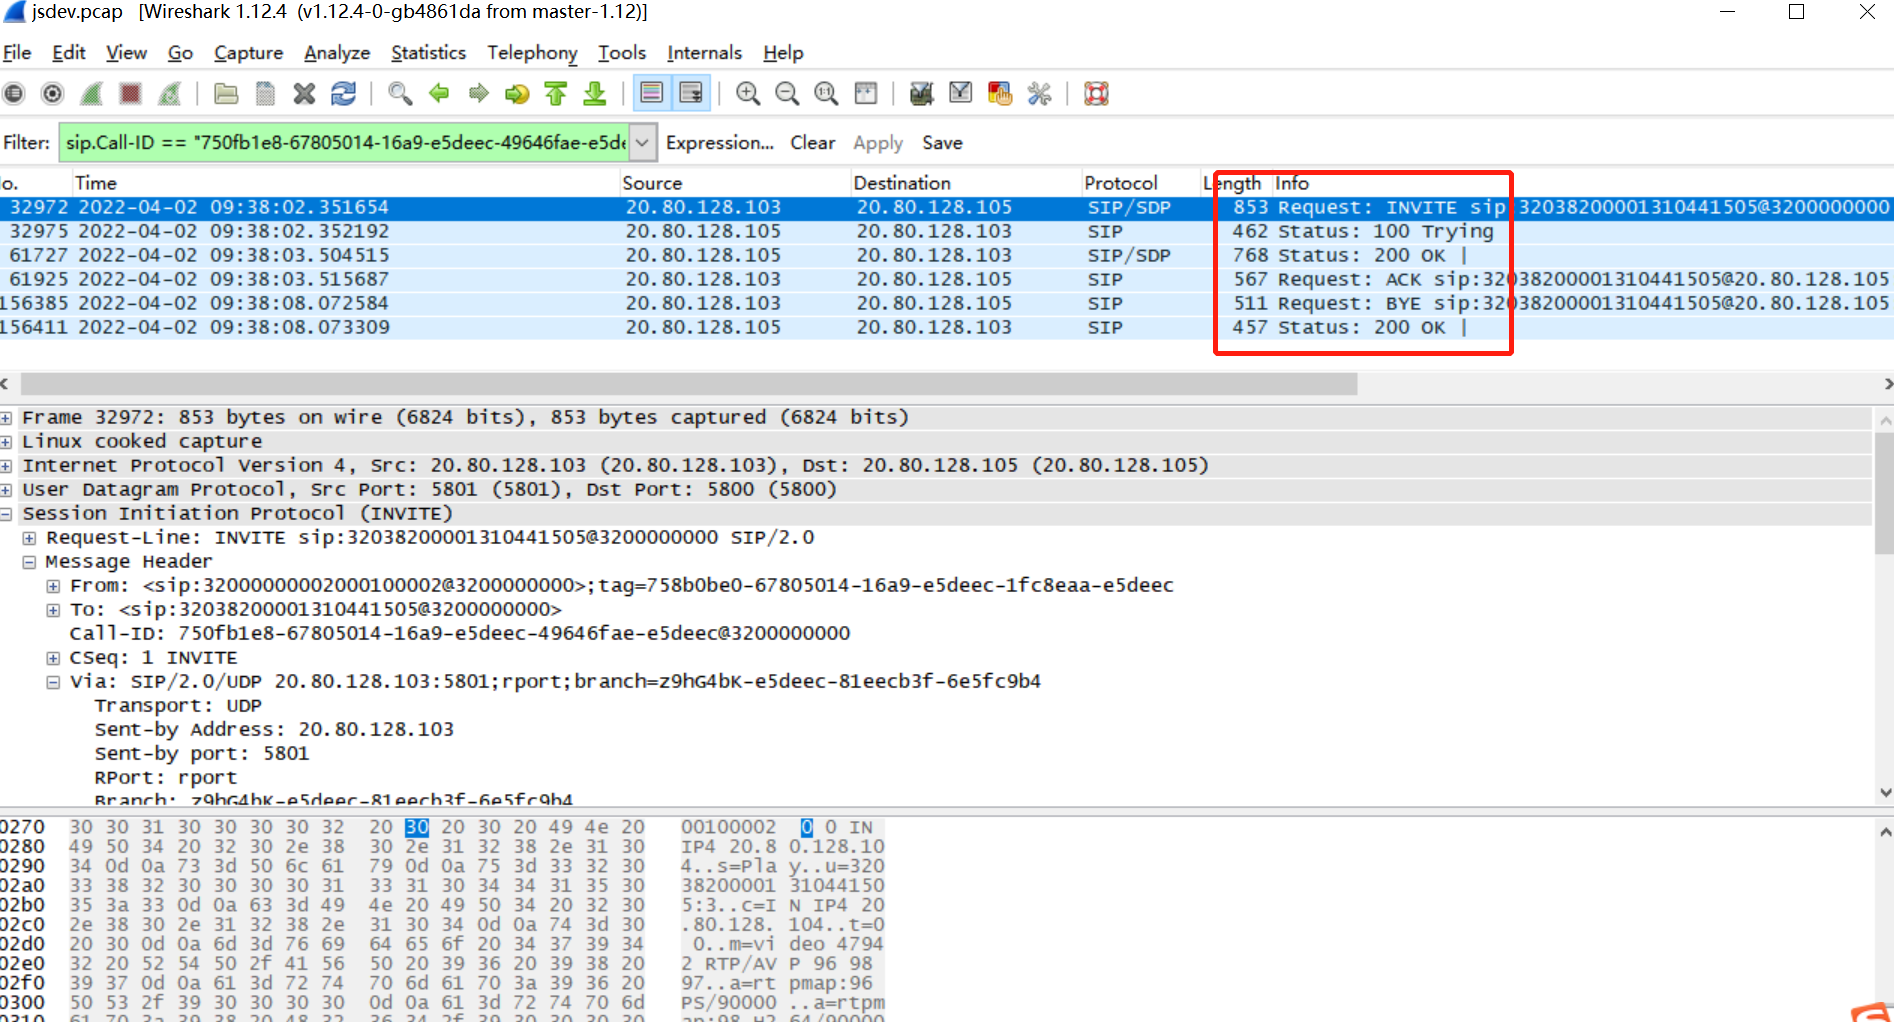 jsdev.pcap [Wireshark 1.12.4 (v1.12.4-0-gb4861da from master-1.12)]
File Edit View Go Capture Analyze Statistics Telephony Tools Internals Help
Filter: sip.Call-ID == "750fb1e8-67805014-16a9-e5deec-49646fae-e5de Expression... Clear Apply Save
lo. Time Source Destination Protocol Length Info
32972 2022-04-02 09:38:02.351654 20.80.128.103 20.80.128.105 SIP/SDP 853 Request: INVITE sip:32038200001310441505@3200000000
32975 2022-04-02 09:38:02.352192 20.80.128.105 20.80.128.103 SIP 462 Status: 100 Trying
61727 2022-04-02 09:38:03.504515 20.80.128.105 20.80.128.103 SIP/SDP 768 Status: 200 OK |
61925 2022-04-02 09:38:03.515687 20.80.128.103 20.80.128.105 SIP 567 Request: ACK sip:32038200001310441505@20.80.128.105
156385 2022-04-02 09:38:08.072584 20.80.128.103 20.80.128.105 SIP 511 Request: BYE sip:32038200001310441505@20.80.128.105
156411 2022-04-02 09:38:08.073309 20.80.128.105 20.80.128.103 SIP 457 Status: 200 OK |
Frame 32972: 853 bytes on wire (6824 bits), 853 bytes captured (6824 bits)
Linux cooked capture
Internet Protocol Version 4, Src: 20.80.128.103 (20.80.128.103), Dst: 20.80.128.105 (20.80.128.105)
User Datagram Protocol, Src Port: 5801 (5801), Dst Port: 5800 (5800)
Session Initiation Protocol (INVITE)
Request-Line: INVITE sip:32038200001310441505@3200000000 SIP/2.0
Message Header
From: <sip:32000000002000100002@3200000000>;tag=758b0be0-67805014-16a9-e5deec-1fc8eaa-e5deec
To: <sip:32038200001310441505@3200000000>
Call-ID: 750fb1e8-67805014-16a9-e5deec-49646fae-e5deec@3200000000
CSeq: 1 INVITE
Via: SIP/2.0/UDP 20.80.128.103:5801;rport;branch=z9hG4bK-e5deec-81eecb3f-6e5fc9b4
Transport: UDP
Sent-by Address: 20.80.128.103
Sent-by port: 5801
RPort: rport
Branch: z9hG4bK-e5deec-81eecb3f-6e5fc9b4
0270 30 30 31 30 30 30 30 32 20 30 20 30 20 49 4e 20 00100002 0 0 IN
0280 49 50 34 20 32 30 2e 38 30 2e 31 32 38 2e 31 30 IP4 20.8 0.128.10
0290 34 0d 0a 73 3d 50 6c 61 79 0d 0a 75 3d 33 32 30 4..s=Pla y..u=320
02a0 33 38 32 30 30 30 30 31 33 31 30 34 34 31 35 30 38200001 31044150
02b0 35 3a 33 0d 0a 63 3d 49 4e 20 49 50 34 20 32 30 5:3..c=I N IP4 20
02c0 2e 38 30 2e 31 32 38 2e 31 30 34 0d 0a 74 3d 30 .80.128. 104..t=0
02d0 20 30 0d 0a 6d 3d 76 69 64 65 6f 20 34 37 39 34 0..m=vi deo 4794
02e0 32 20 52 54 50 2f 41 56 50 20 39 36 20 39 38 20 2 RTP/AV P 96 98
02f0 39 37 0d 0a 61 3d 72 74 70 6d 61 70 3a 39 36 20 97..a=rt pmap:96
0300 50 53 2f 39 30 30 30 30 0d 0a 61 3d 72 74 70 6d PS/90000 ..a=rtpm
0310 61 70 3a 39 38 20 48 32 36 34 2f 39 30 30 30 30 ap:98 H2 64/90000